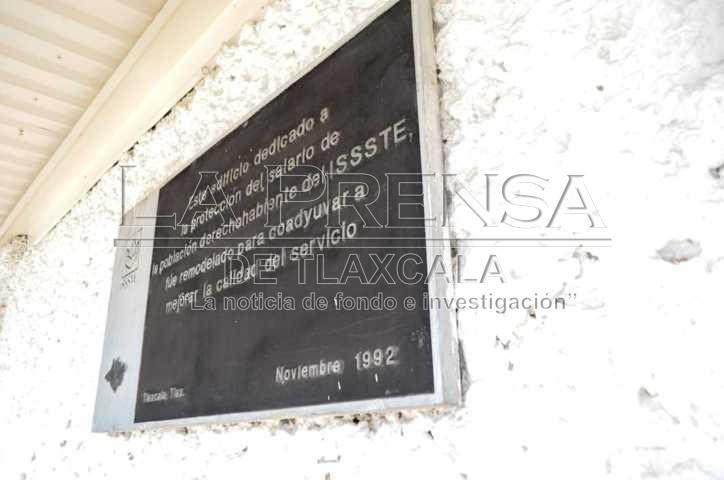 Este edificio dedicado a
la protección del salario de
la población derechohabiente del ISSSTE,
fue remodelado para coadyuvar a
mejorar la calidad del servicio
Noviembre 1992
Tlaxcala, Tlax.
LA PRENSA
DE TLAXCALA
"La noticia de fondo e investigación"